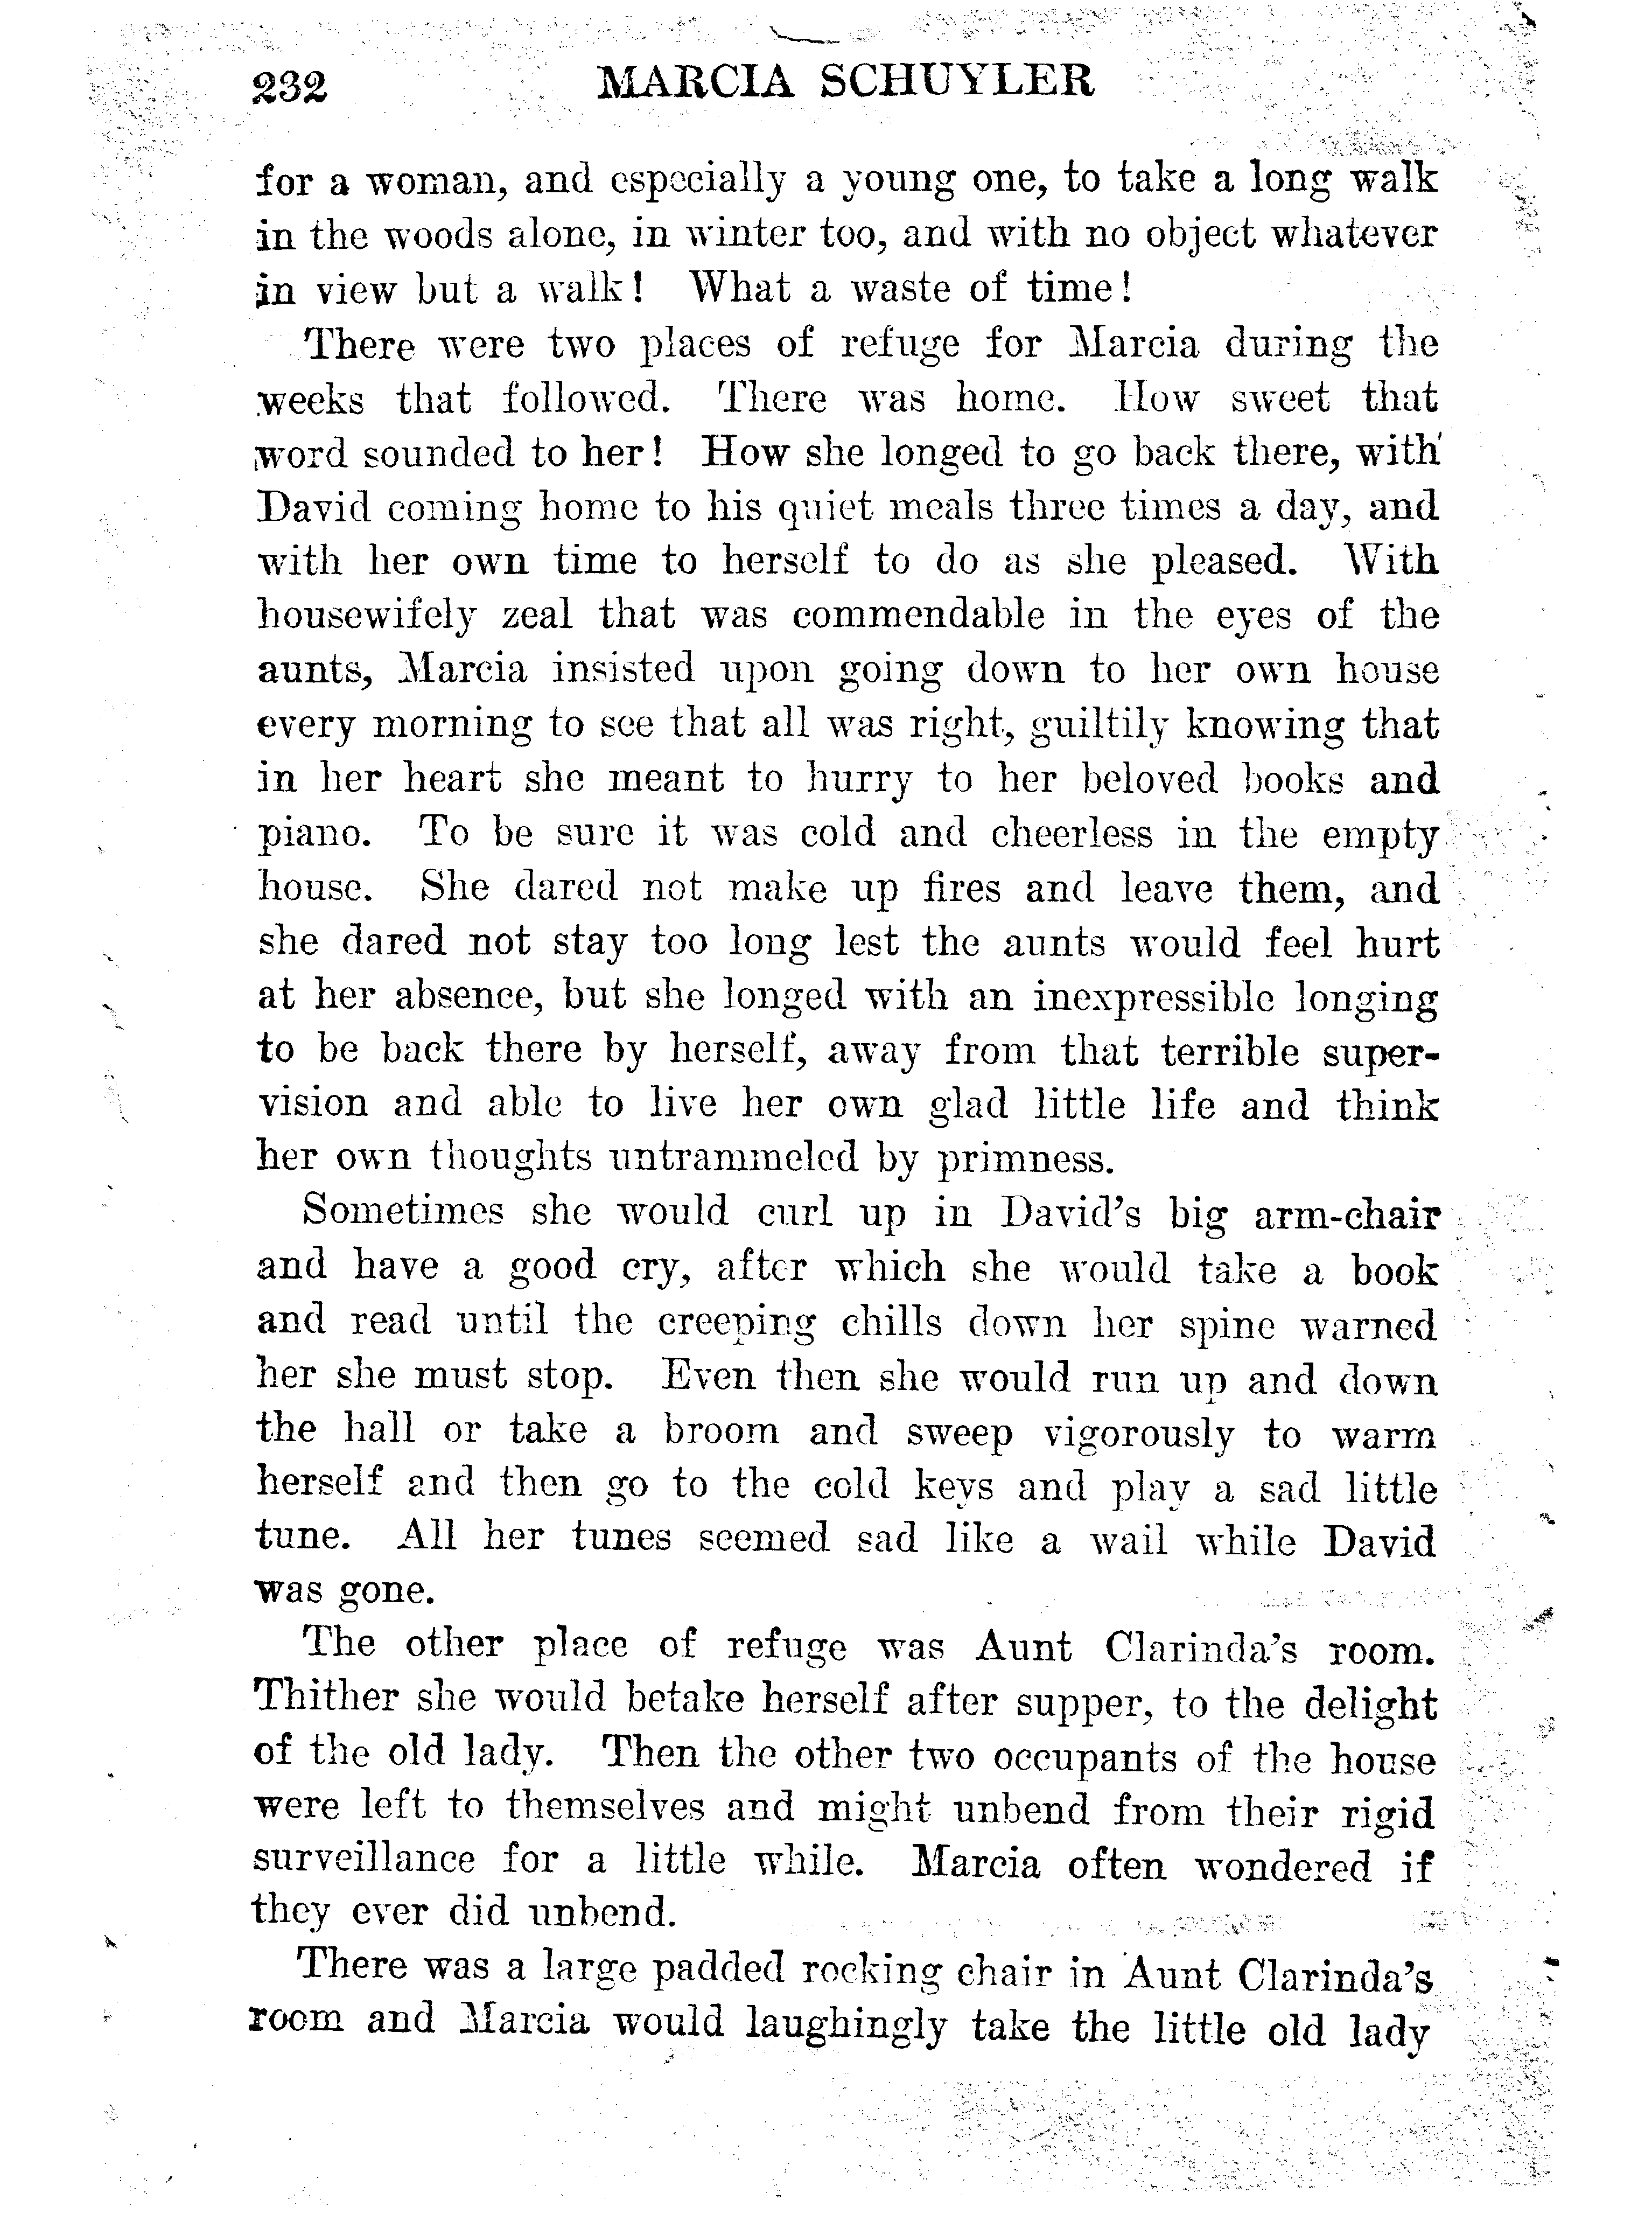 232 MARCIA SCHUYLER
for a woman, and especially a young one, to take a long walk
in the woods alone, in winter too, and with no object whatever
in view but a walk! What a waste of time!
There were two places of refuge for Marcia during the
weeks that followed. There was home. How sweet that
word sounded to her! How she longed to go back there, with
David coming home to his quiet meals three times a day, and
with her own time to herself to do as she pleased. With
housewifely zeal that was commendable in the eyes of the
aunts, Marcia insisted upon going down to her own house
every morning to see that all was right, guiltily knowing that
in her heart she meant to hurry to her beloved books and
piano. To be sure it was cold and cheerless in the empty
house. She dared not make up fires and leave them, and
she dared not stay too long lest the aunts would feel hurt
at her absence, but she longed with an inexpressible longing
to be back there by herself, away from that terrible super-
vision and able to live her own glad little life and think
her own thoughts untrammeled by primness.
Sometimes she would curl up in David's big arm-chair
and have a good cry, after which she would take a book
and read until the creeping chills down her spine warned
her she must stop. Even then she would run up and down
the hall or take a broom and sweep vigorously to warm
herself and then go to the cold keys and play a sad little
tune. All her tunes seemed sad like a wail while David
was gone.
The other place of refuge was Aunt Clarinda's room.
Thither she would betake herself after supper, to the delight
of the old lady. Then the other two occupants of the house
were left to themselves and might unbend from their rigid
surveillance for a little while. Marcia often wondered if
they ever did unbend.
There was a large padded rocking chair in Aunt Clarinda's
room and Marcia would laughingly take the little old lady